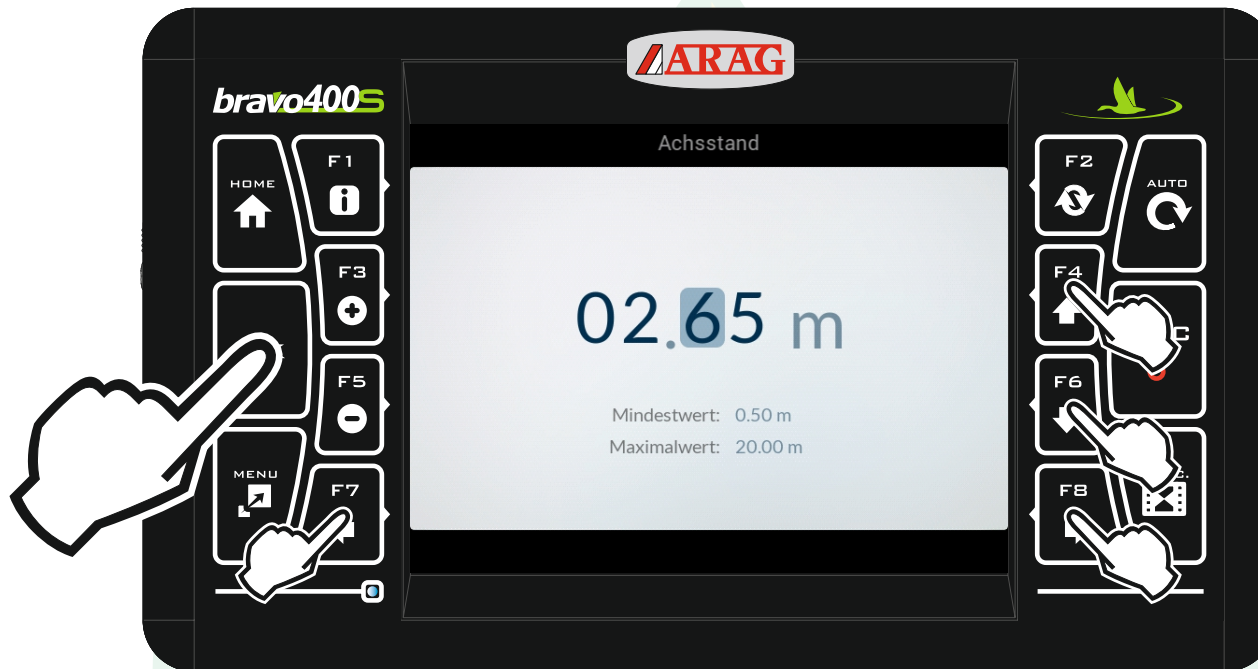 ARAG
bravo400S
Achsstand
F1
HOME
F3
F5
MENU
F7
02.65 m
Mindestwert: 0.50 m
Maximalwert: 20.00 m
F2
AUTO
F4
F6
F8